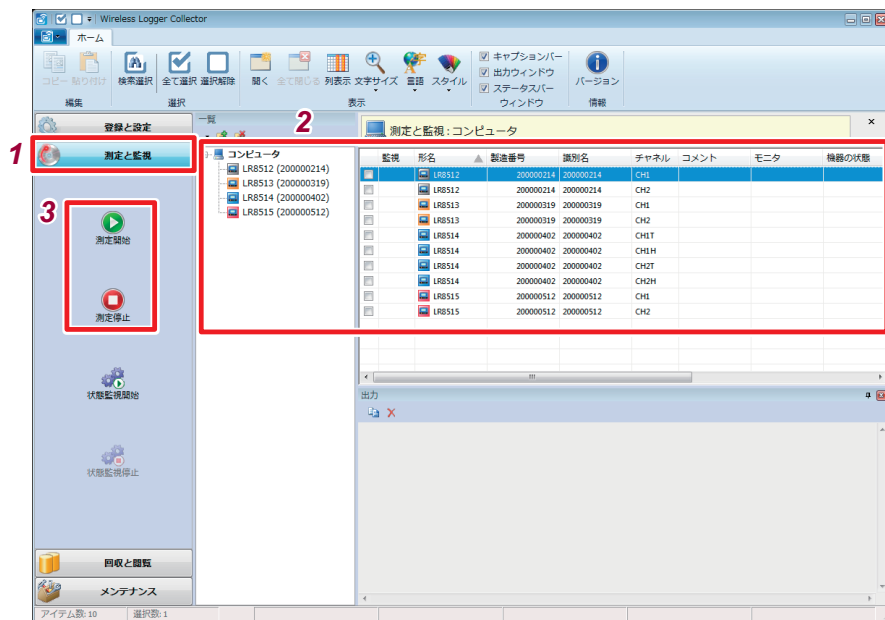 Wireless Logger Collector
ホーム
コピー 貼り付け 検索選択 全て選択 選択解除 開く 全て閉じる 列表示 文字サイズ 言語 スタイル
キャプションバー
出力ウィンドウ
ステータスバー
バージョン
編集 選択 表示 ウィンドウ 情報
登録と設定
一覧
2
測定と監視:コンピュータ
×
1
測定と監視
コンピュータ
LR8512 (200000214)
LR8513 (200000319)
LR8514 (200000402)
LR8515 (200000512)
監視 形名 製造番号 識別名 チャネル コメント モニタ 機器の状態
LR8512 200000214 200000214 CH1
LR8512 200000214 200000214 CH2
LR8513 200000319 200000319 CH1
LR8513 200000319 200000319 CH2
LR8514 200000402 200000402 CH1T
LR8514 200000402 200000402 CH1H
LR8514 200000402 200000402 CH2T
LR8514 200000402 200000402 CH2H
LR8515 200000512 200000512 CH1
LR8515 200000512 200000512 CH2
3
測定開始
測定停止
状態監視開始
状態監視停止
出力
回収と閲覧
メンテナンス
アイテム数: 10 選択数: 1